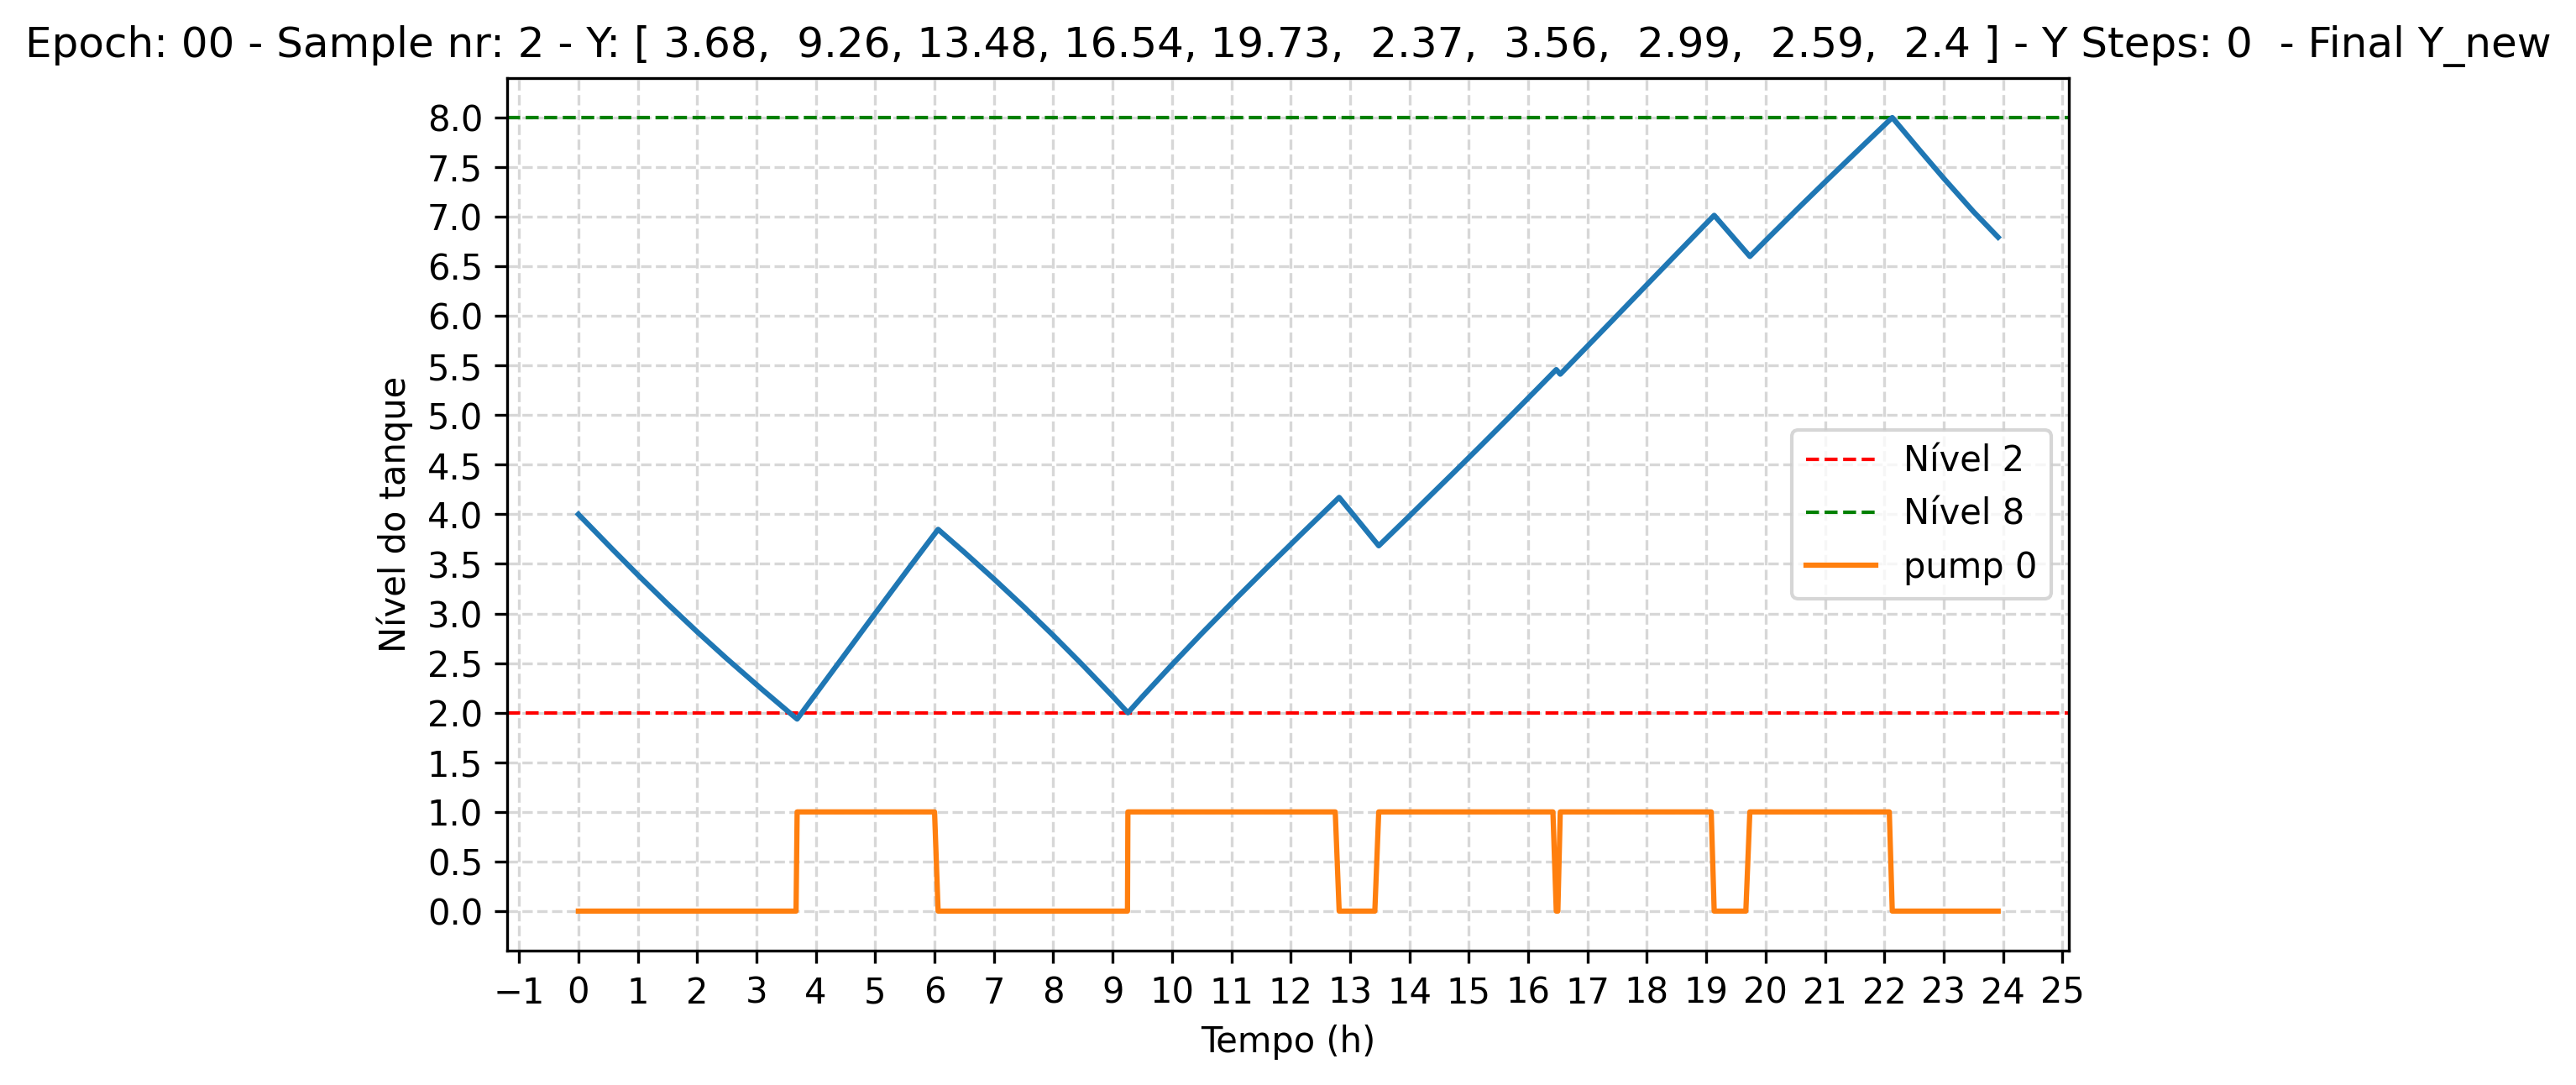 Epoch: 00 - Sample nr: 2 - Y: [ 3.68,  9.26, 13.48, 16.54, 19.73,  2.37,  3.56,  2.99,  2.59,  2.4 ] - Y Steps: 0  - Final Y_new
8.0
7.5
7.0
6.5
6.0
5.5
5.0
4.5
4.0
3.5
3.0
2.5
2.0
1.5
1.0
0.5
0.0
Nível do tanque
Nível 2
Nível 8
pump 0
−1 0 1 2 3 4 5 6 7 8 9 10 11 12 13 14 15 16 17 18 19 20 21 22 23 24 25
Tempo (h)